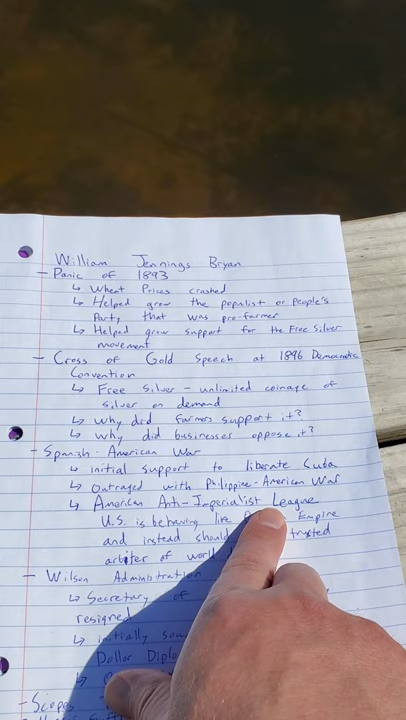 William Jennings Bryan
- Panic of 1893
↳ Wheat Prices crashed
↳ Helped grow the populist or People's
Party that was pro-farmer
↳ Helped grow support for the Free Silver
movement
- Cross of Gold Speech at 1896 Democratic
Convention
↳ Free Silver - unlimited coinage of
silver on demand
↳ Why did farmers support it?
↳ Why did businesses oppose it?
- Spanish-American War
↳ initial support to liberate Cuba
↳ Outraged with Philippine-American War
↳ American Anti-Imperialist League
U.S. is behaving like Empire
and instead should trusted
arbiter of world
- Wilson Administration
↳ Secretary of
resigned
↳ initially
Dollar
- Scopes